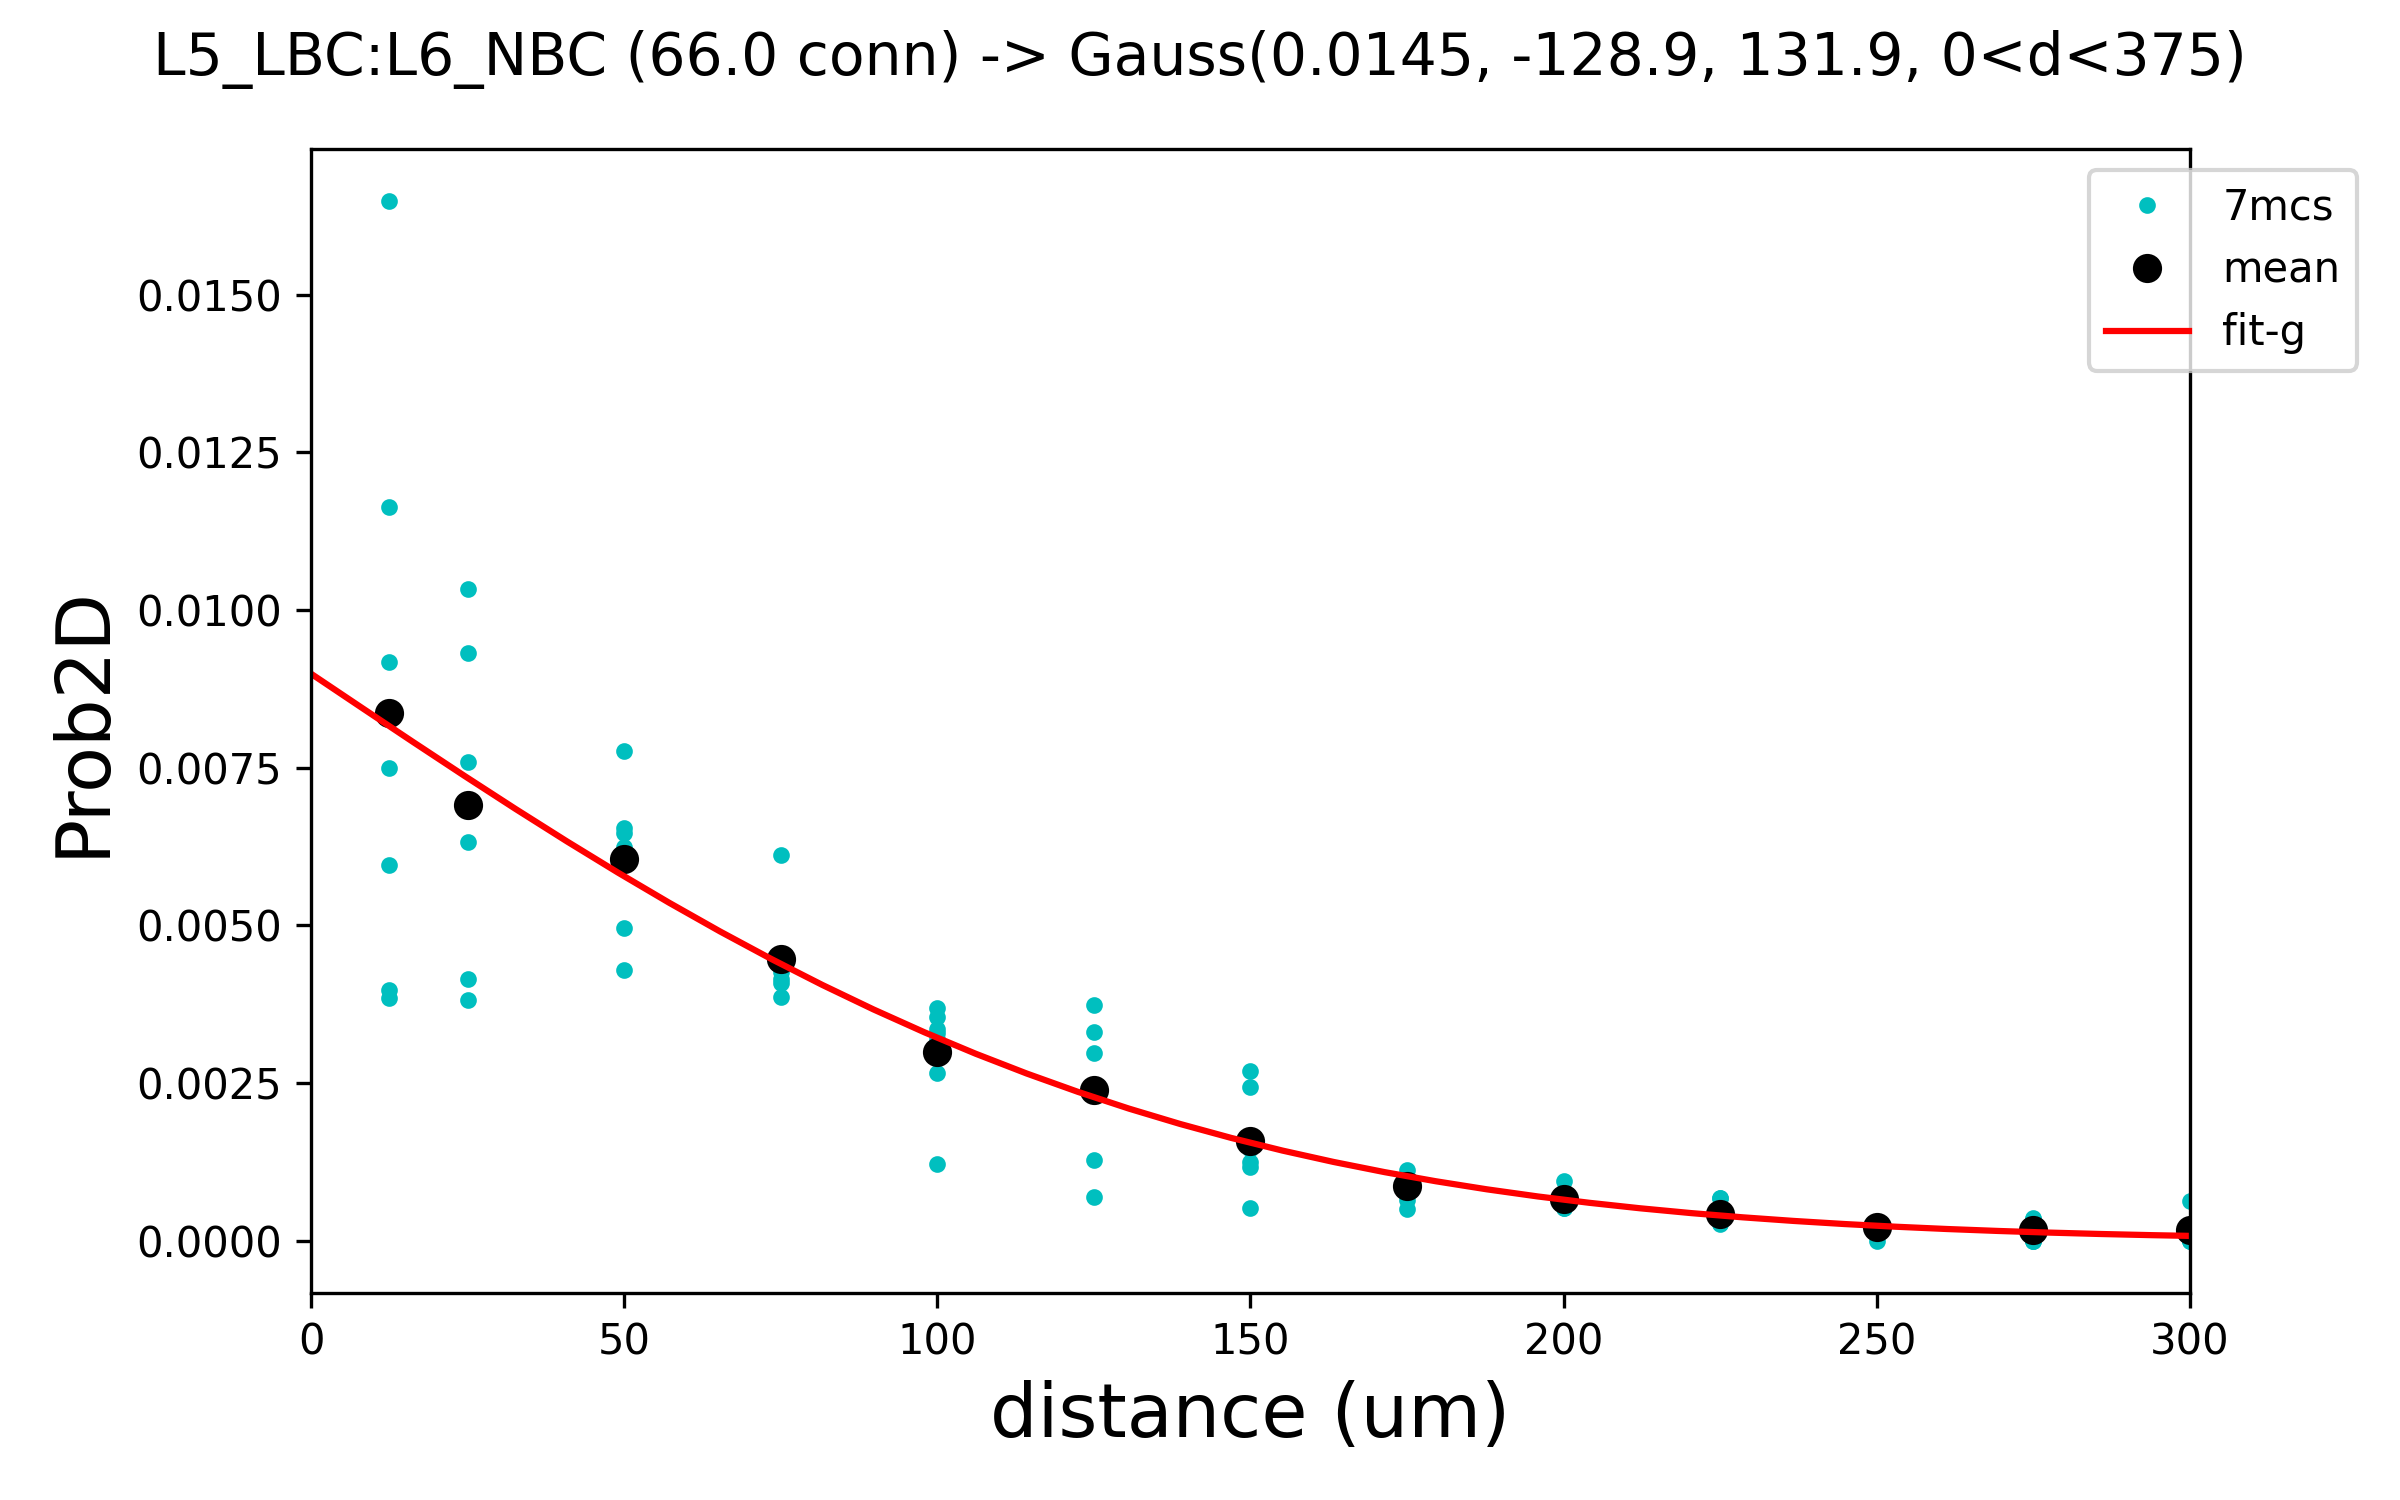 L5_LBC:L6_NBC (66.0 conn) -> Gauss(0.0145, -128.9, 131.9, 0<d<375)
7mcs
mean
fit-g
0.0150
0.0125
0.0100
0.0075
0.0050
0.0025
0.0000
Prob2D
0 50 100 150 200 250 300
distance (um)